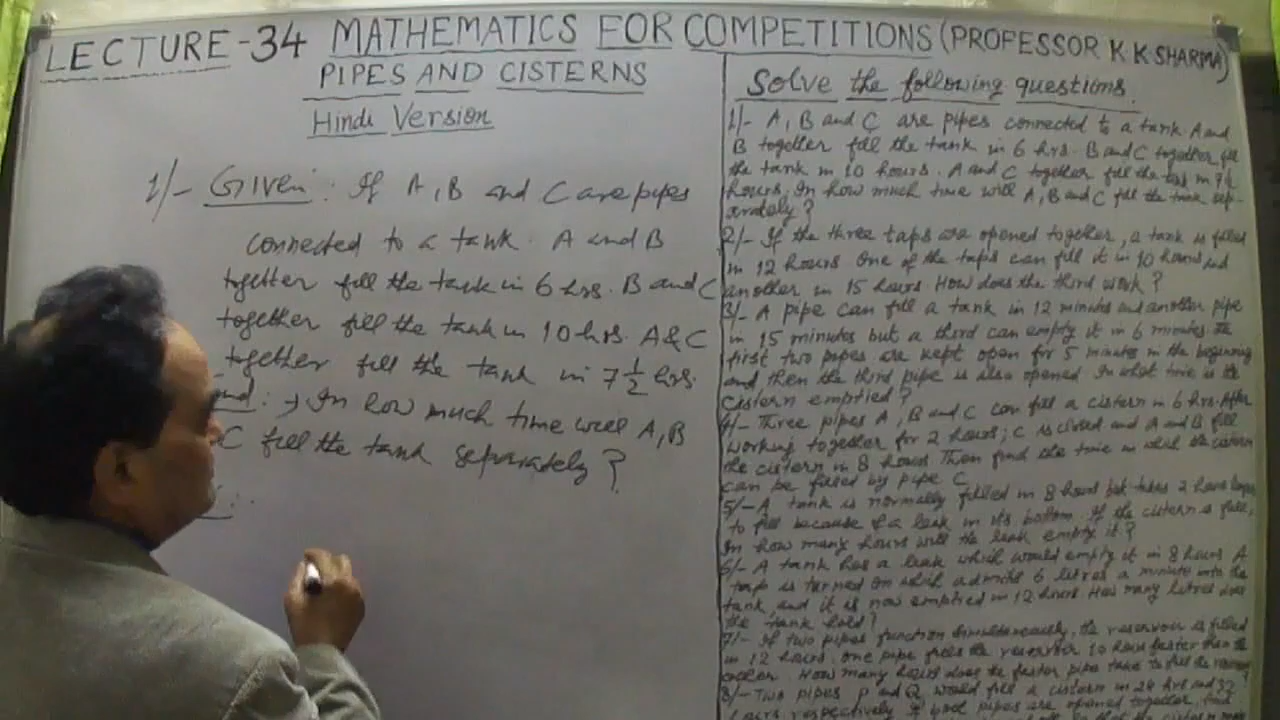 LECTURE-34 MATHEMATICS FOR COMPETITIONS (PROFESSOR K K SHARMA)
PIPES AND CISTERNS
Hindi Version
1/- Given: If A, B and C are pipes
connected to a tank. A and B
together fill the tank in 6 hrs. B and C
together fill the tank in 10 hrs. A & C
together fill the tank in 7 1/2 hrs.
: → In how much time will A, B
C fill the tank separately?
Solve the following questions.
1/- A, B and C are pipes connected to a tank. A and
B together fill the tank in 6 hrs. B and C together fill
the tank in 10 hours. A and C together fill the tank in 7 1/2
hours, In how much time will A, B and C fill the tank sep-
arately?
2/- If the three taps are opened together, a tank is filled
in 12 hours One of the taps can fill it in 10 hours and
another in 15 hours. How does the third work?
3/- A pipe can fill a tank in 12 minutes and another pipe
in 15 minutes but a third can empty it in 6 minutes. The
first two pipes are kept open for 5 minutes in the beginning
and then the third pipe is also opened. In what time is the
cistern emptied?
4/- Three pipes A, B and C can fill a cistern in 6 hrs. After
working together for 2 hours, C is closed and A and B fill
the cistern in 8 hours. Then find the time in which the cistern
can be filled by pipe C
5/- A tank is normally filled in 8 hours but takes 2 hours longer
to fill because of a leak in its bottom. If the cistern is full,
In how many hours will the leak empty it?
6/- A tank has a leak which would empty it in 8 hours A
tap is turned on which admits 6 litres a minute into the
tank, and it is now emptied in 12 hours How many litres does
the tank hold?
7/- If two pipes function simultaneously, the reservoir is filled
in 12 hours. One pipe fills the reservoir 10 hours faster than the
other. How many hours does the faster pipe take to fill the
8/- Two pipes P and Q would fill a cistern in 24 hrs and 32
hours respectively. If both pipes are opened together, find